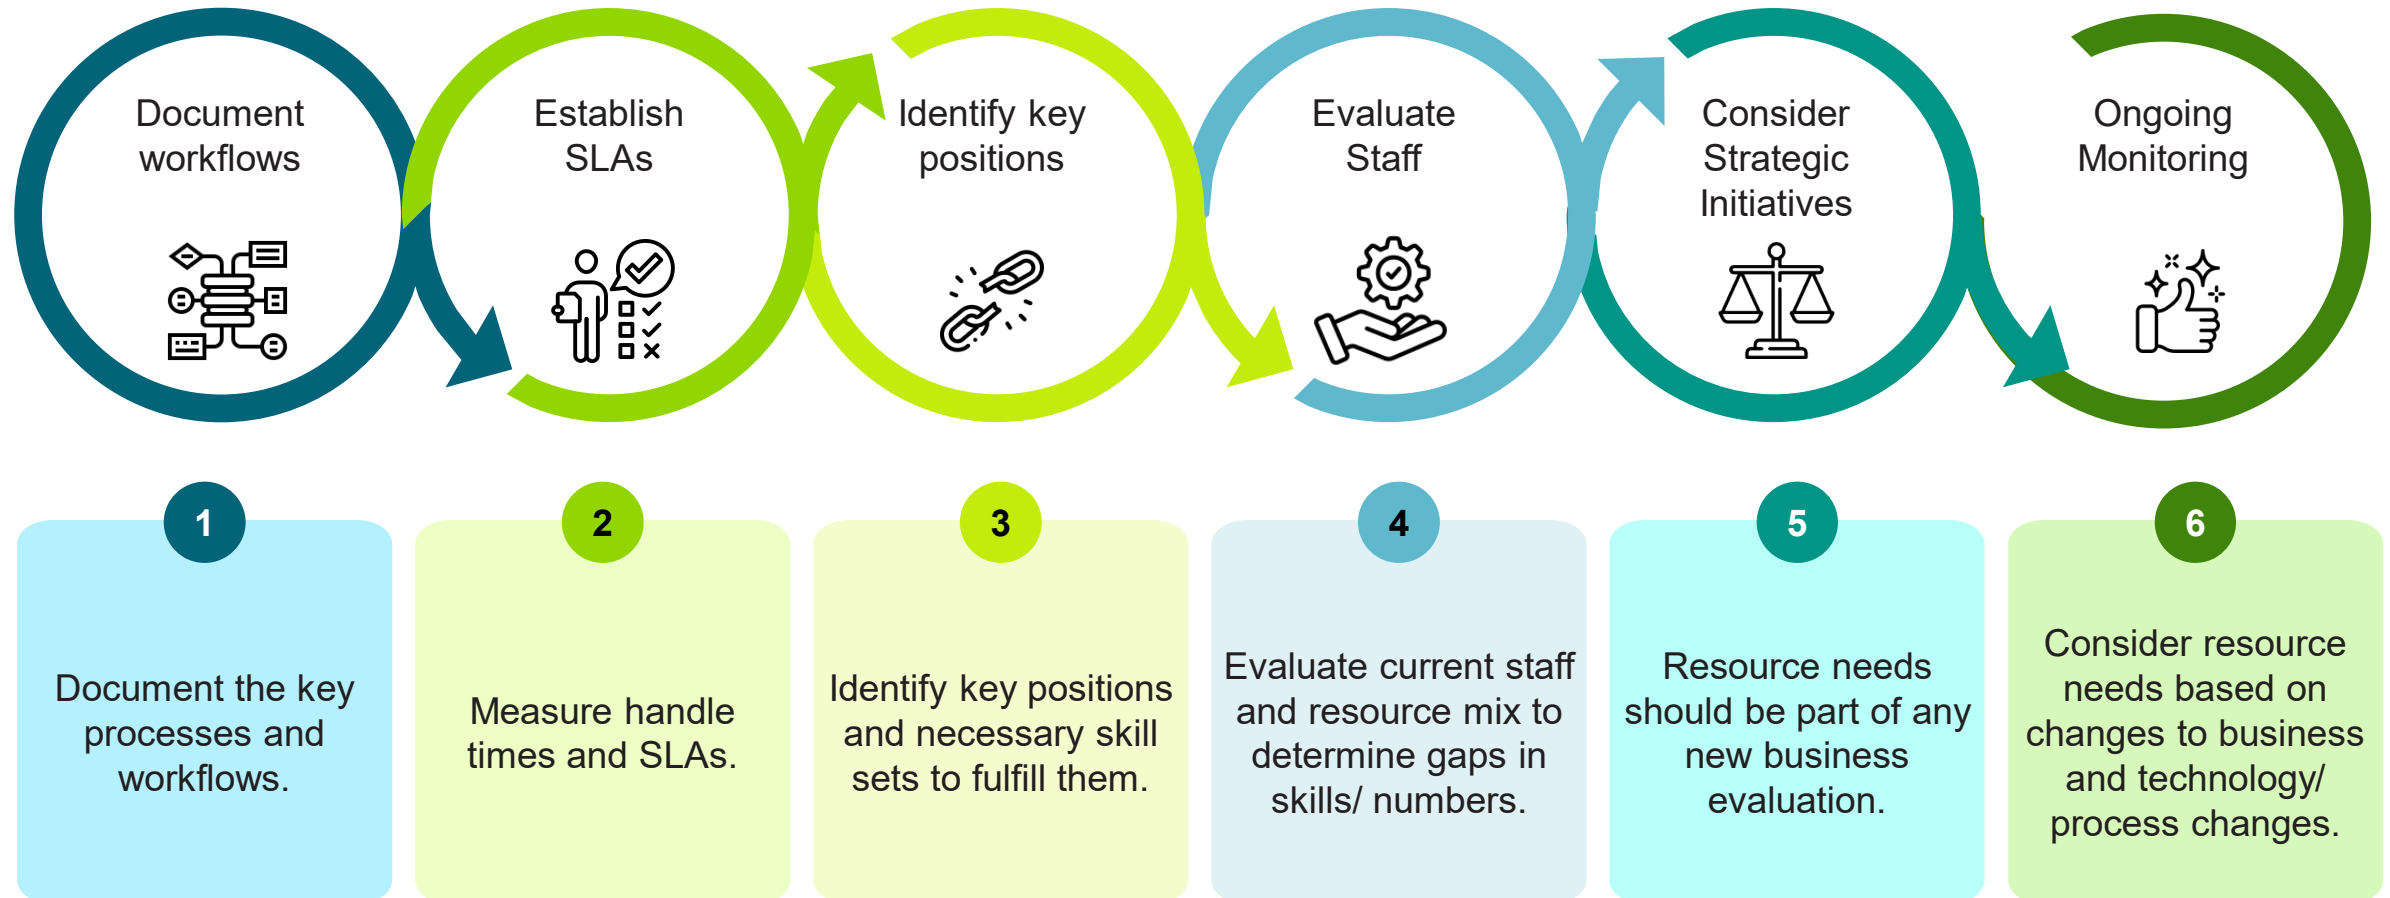 Document
workflows
Establish
SLAs
Identify key
positions
Evaluate
Staff
Consider
Strategic
Initiatives
Ongoing
Monitoring
1
Document the key
processes and
workflows.
2
Measure handle
times and SLAs.
3
Identify key positions
and necessary skill
sets to fulfill them.
4
Evaluate current staff
and resource mix to
determine gaps in
skills/ numbers.
5
Resource needs
should be part of any
new business
evaluation.
6
Consider resource
needs based on
changes to business
and technology/
process changes.